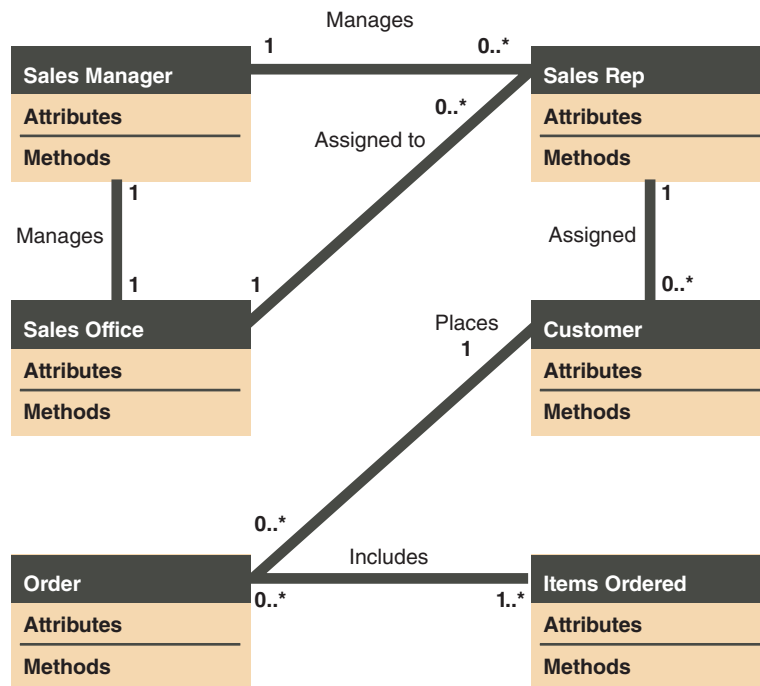 Manages
1 0..*
Sales Manager
Attributes
Methods
Sales Rep
Attributes
Methods
0..*
Assigned to
1
Manages
1
1
1
Assigned
0..*
Sales Office
Attributes
Methods
Places
1
Customer
Attributes
Methods
0..*
Includes
Order
Attributes
Methods
0..* 1..*
Items Ordered
Attributes
Methods